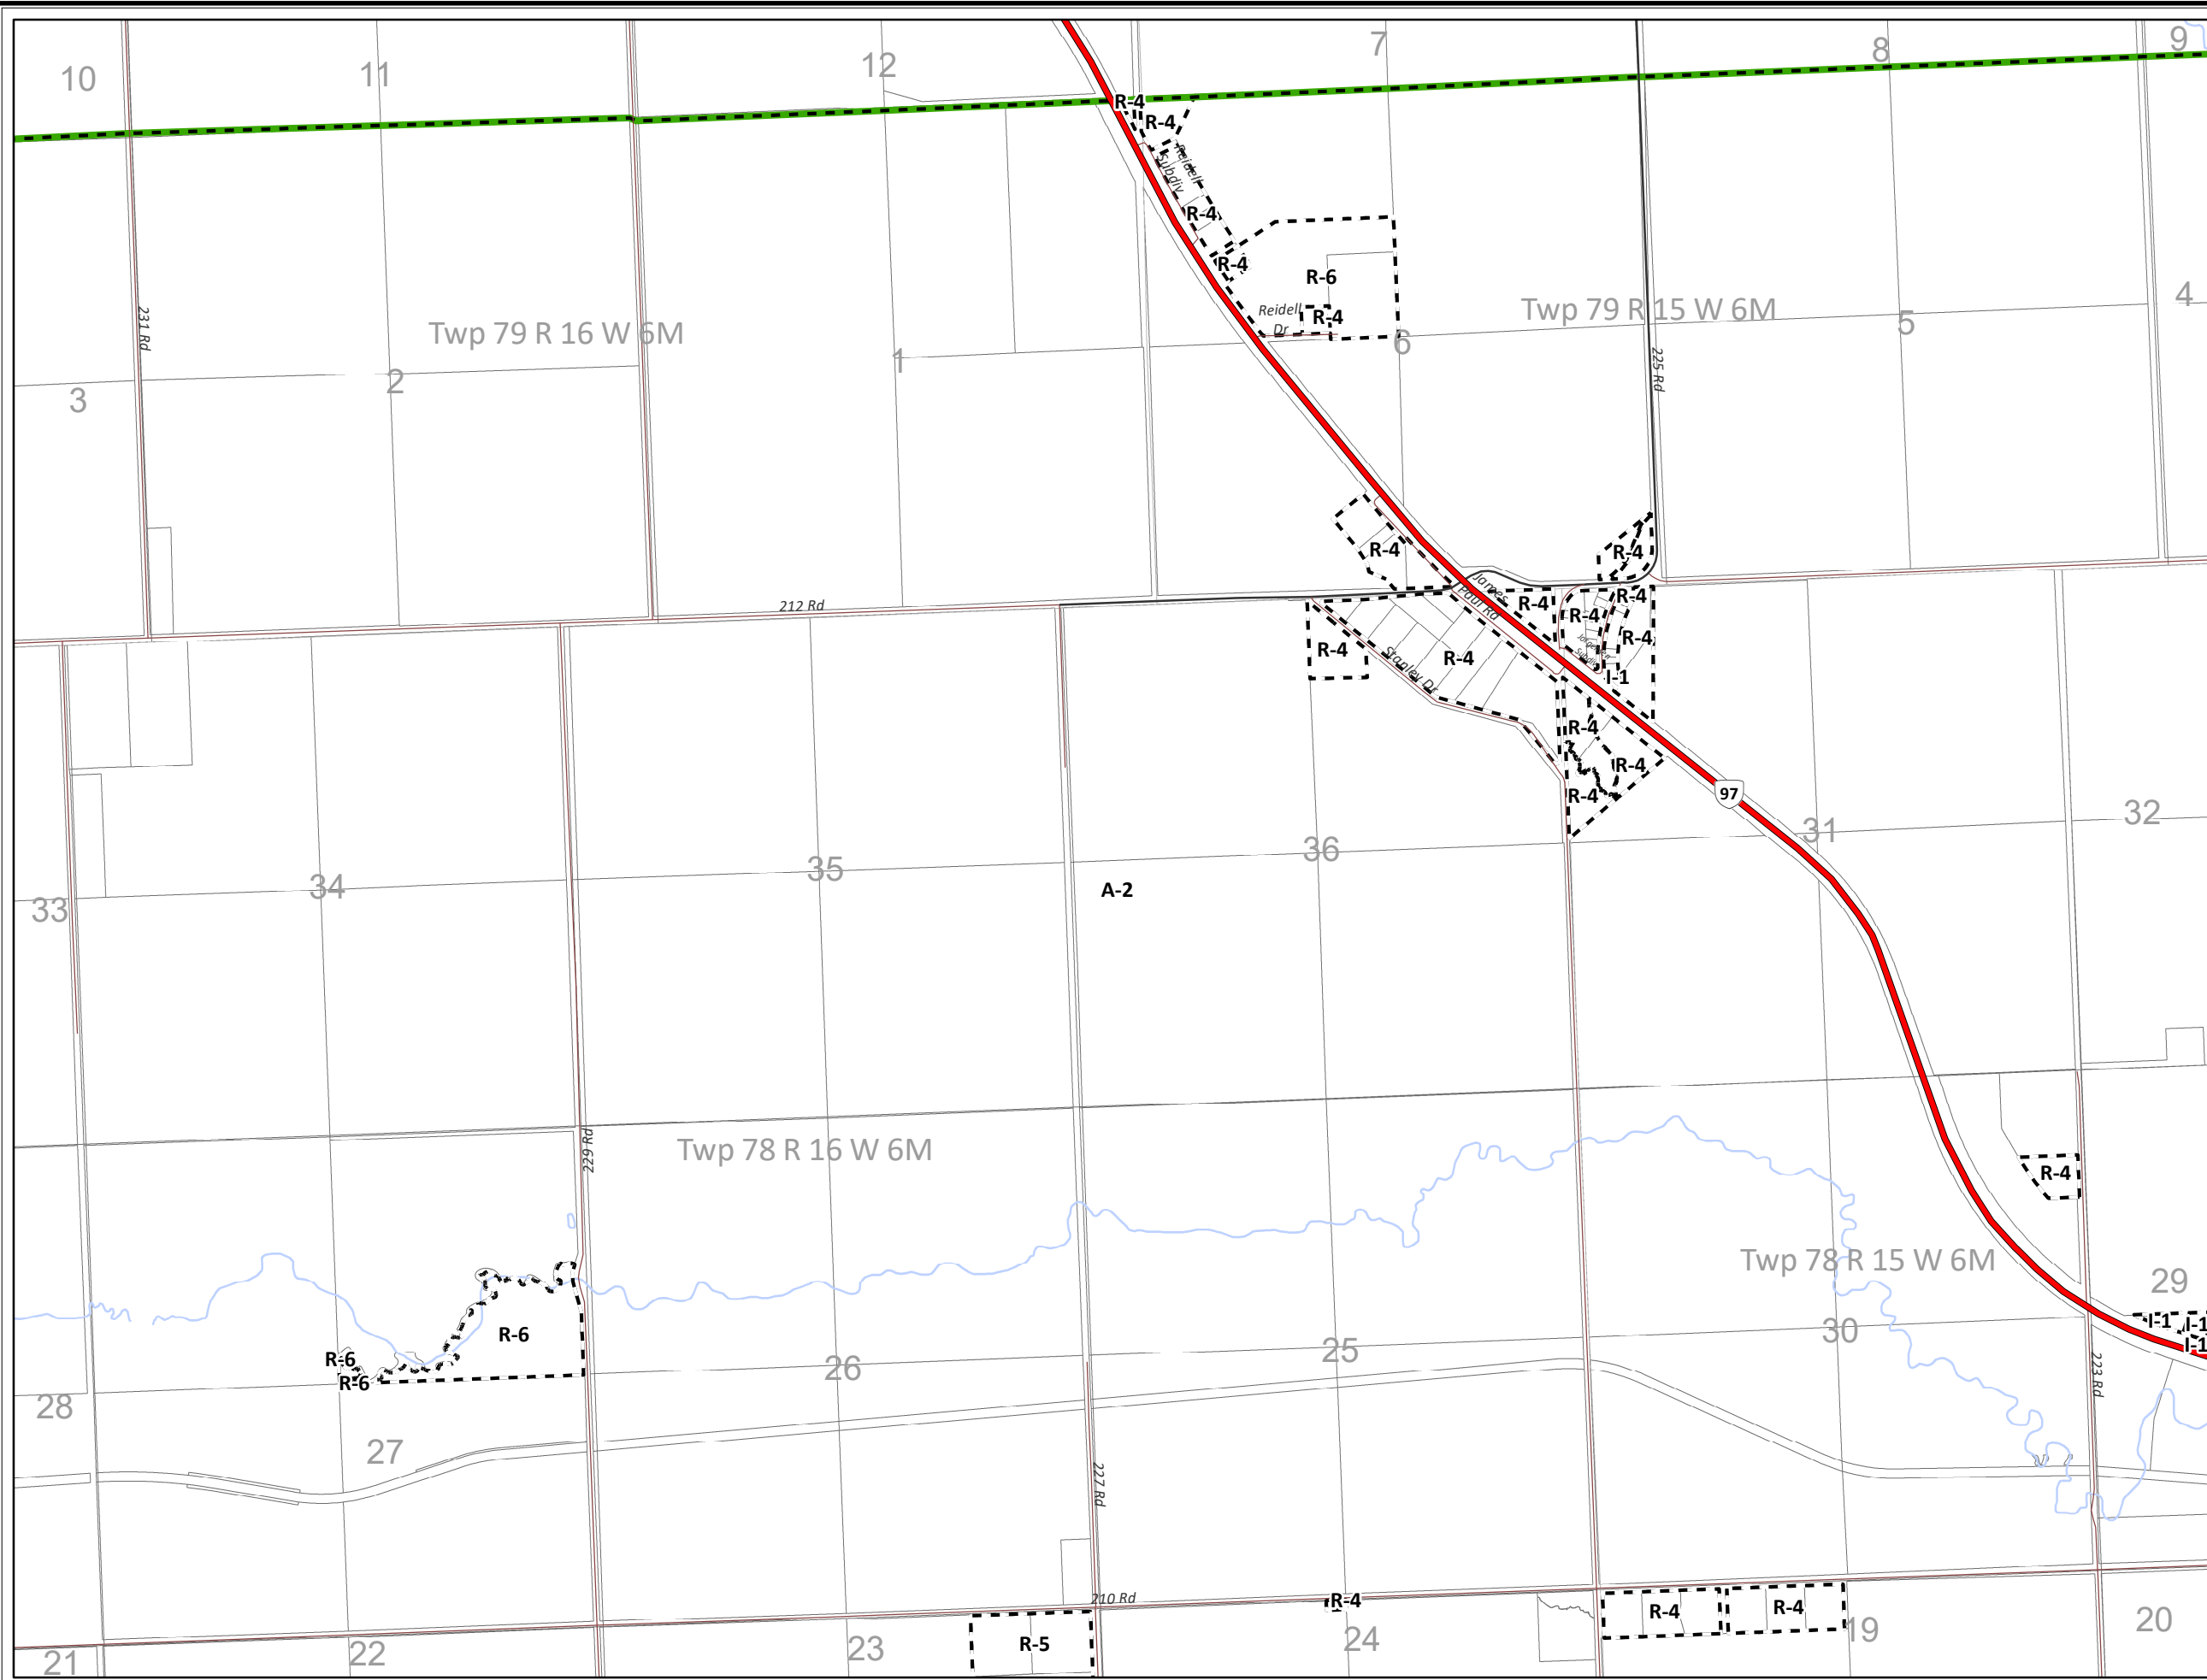 10
11
12
7
8
9
R-4
R-4
Reidell
Subdiv
R-4
R-4
R-6
231 Rd
Twp 79 R 16 W 6M
Reidell
Dr
R-4
Twp 79 R 15 W 6M
4
5
6
1
2
3
225 Rd
R-4
R-4
212 Rd
James
Paul Rd
R-4
R-4
R-4
R-4
R-4
Stanley Dr
R-4
Subdiv
I-1
R-4
R-4
R-4
97
31
32
36
35
34
33
A-2
229 Rd
Twp 78 R 16 W 6M
R-4
Twp 78 R 15 W 6M
29
I-1
I-1
I-1
30
R-6
R-6
R-6
25
26
223 Rd
28
27
227 Rd
210 Rd
R-4
R-4
R-4
19
20
R-5
24
23
22
21